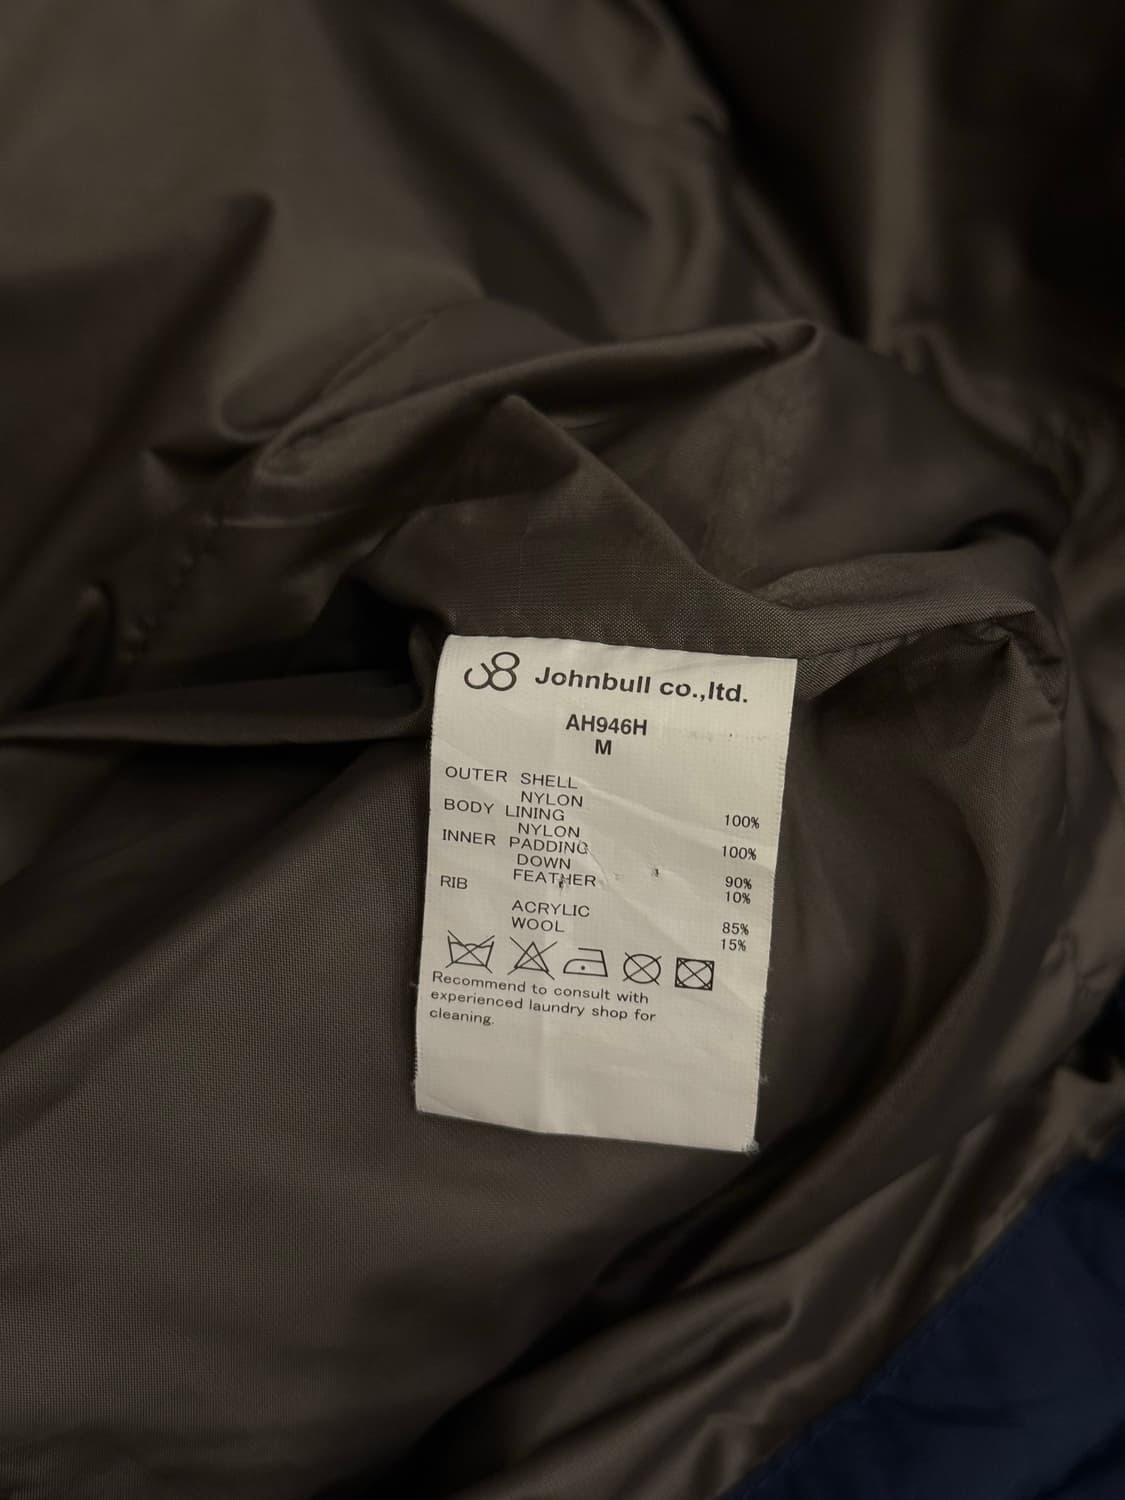 Johnbull co.,ltd.
AH946H
M
OUTER SHELL
NYLON 100%
BODY LINING
NYLON 100%
INNER PADDING
DOWN 90%
FEATHER 10%
RIB
ACRYLIC 85%
WOOL 15%
Recommend to consult with
experienced laundry shop for
cleaning.